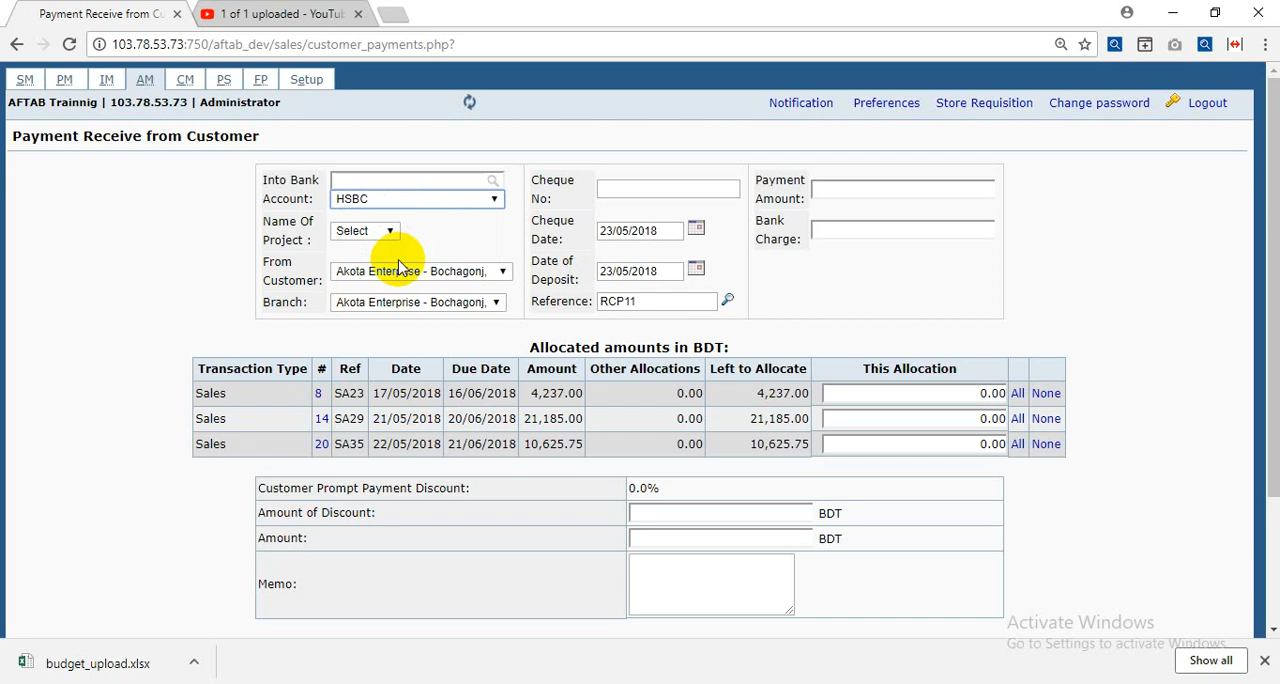 Payment Receive from Cu
1 of 1 uploaded - YouTub
103.78.53.73:750/aftab_dev/sales/customer_payments.php?
SM PM IM AM CM PS FP Setup
AFTAB Trainnig | 103.78.53.73 | Administrator Notification Preferences Store Requisition Change password Logout
Payment Receive from Customer
Into Bank Account: HSBC
Name Of Project : Select
From Customer: Akota Enterprise - Bochagonj,
Branch: Akota Enterprise - Bochagonj,
Cheque No:
Cheque Date: 23/05/2018
Date of Deposit: 23/05/2018
Reference: RCP11
Payment Amount:
Bank Charge:
Allocated amounts in BDT:
Transaction Type # Ref Date Due Date Amount Other Allocations Left to Allocate This Allocation
Sales 8 SA23 17/05/2018 16/06/2018 4,237.00 0.00 4,237.00 0.00 All None
Sales 14 SA29 21/05/2018 20/06/2018 21,185.00 0.00 21,185.00 0.00 All None
Sales 20 SA35 22/05/2018 21/06/2018 10,625.75 0.00 10,625.75 0.00 All None
Customer Prompt Payment Discount: 0.0%
Amount of Discount: BDT
Amount: BDT
Memo:
Activate Windows
Go to Settings to activate Windows.
budget_upload.xlsx Show all